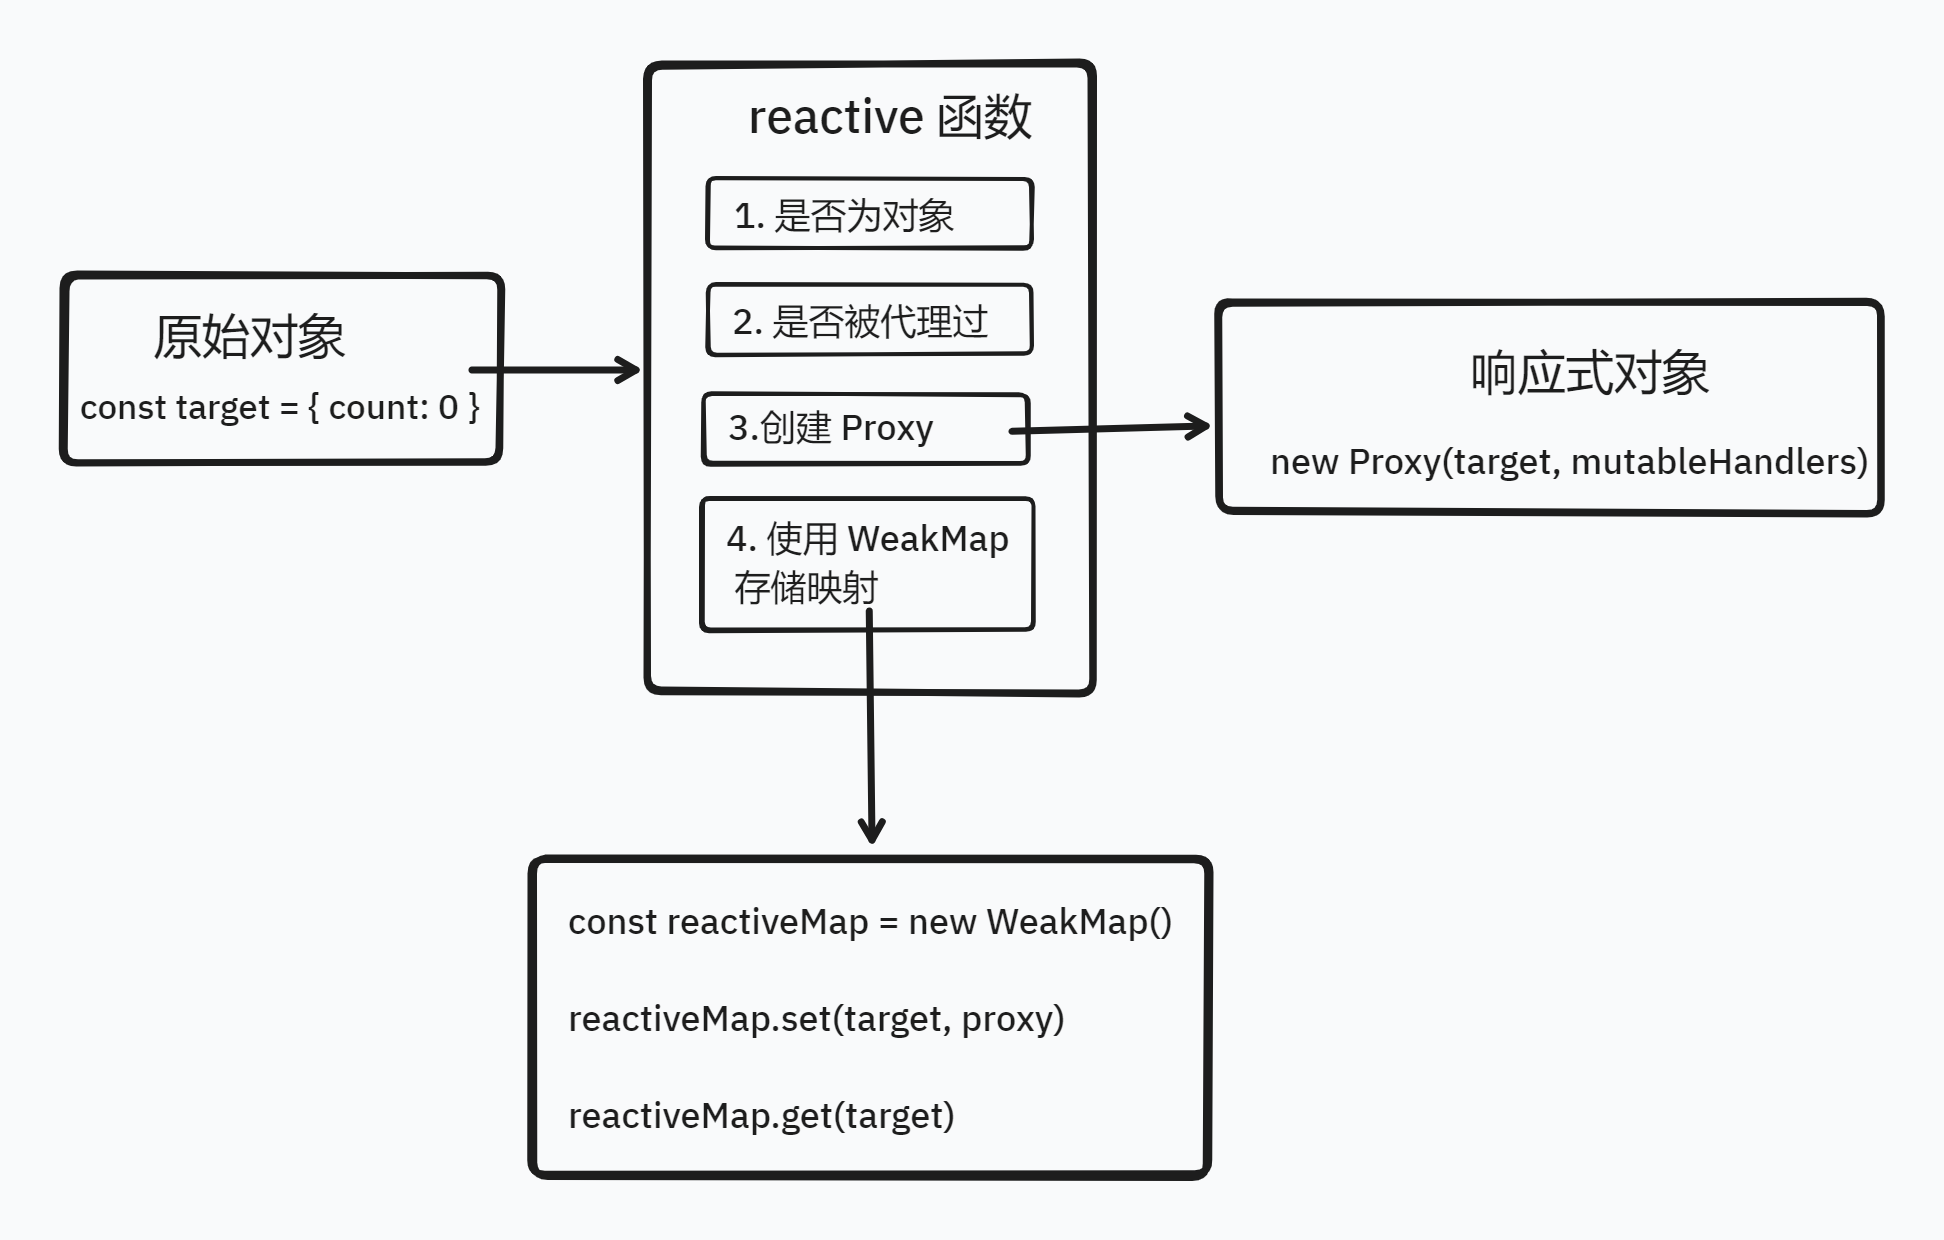 原始对象
const target = { count: 0 }
reactive 函数
1. 是否为对象
2. 是否被代理过
3.创建 Proxy
4. 使用 WeakMap
存储映射
响应式对象
new Proxy(target, mutableHandlers)
const reactiveMap = new WeakMap()
reactiveMap.set(target, proxy)
reactiveMap.get(target)